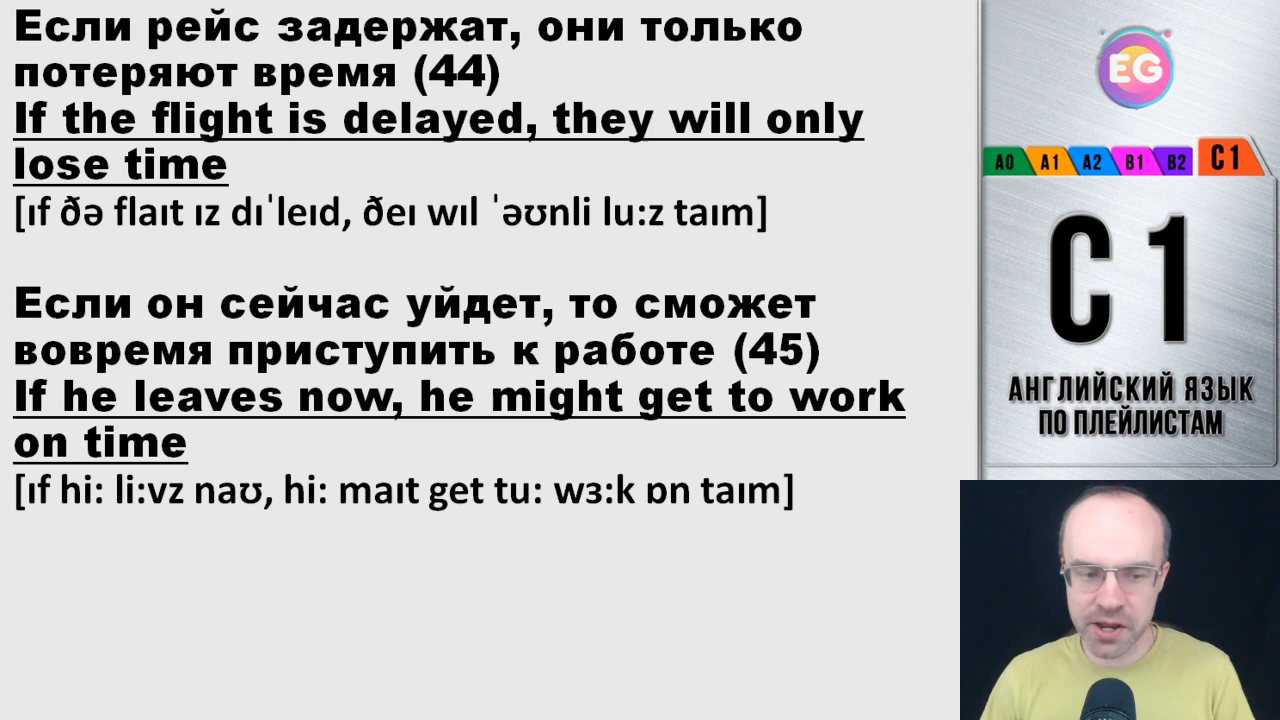 Если рейс задержат, они только
потеряют время (44)
If the flight is delayed, they will only
lose time
[ɪf ðə flaɪt ɪz dɪˈleɪd, ðeɪ wɪl ˈəʊnli lu:z taɪm]
Если он сейчас уйдет, то сможет
вовремя приступить к работе (45)
If he leaves now, he might get to work
on time
[ɪf hi: li:vz naʊ, hi: maɪt get tu: wɜ:k ɒn taɪm]
EG
A0 A1 A2 B1 B2 C1
C1
АНГЛИЙСКИЙ ЯЗЫК
ПО ПЛЕЙЛИСТАМ